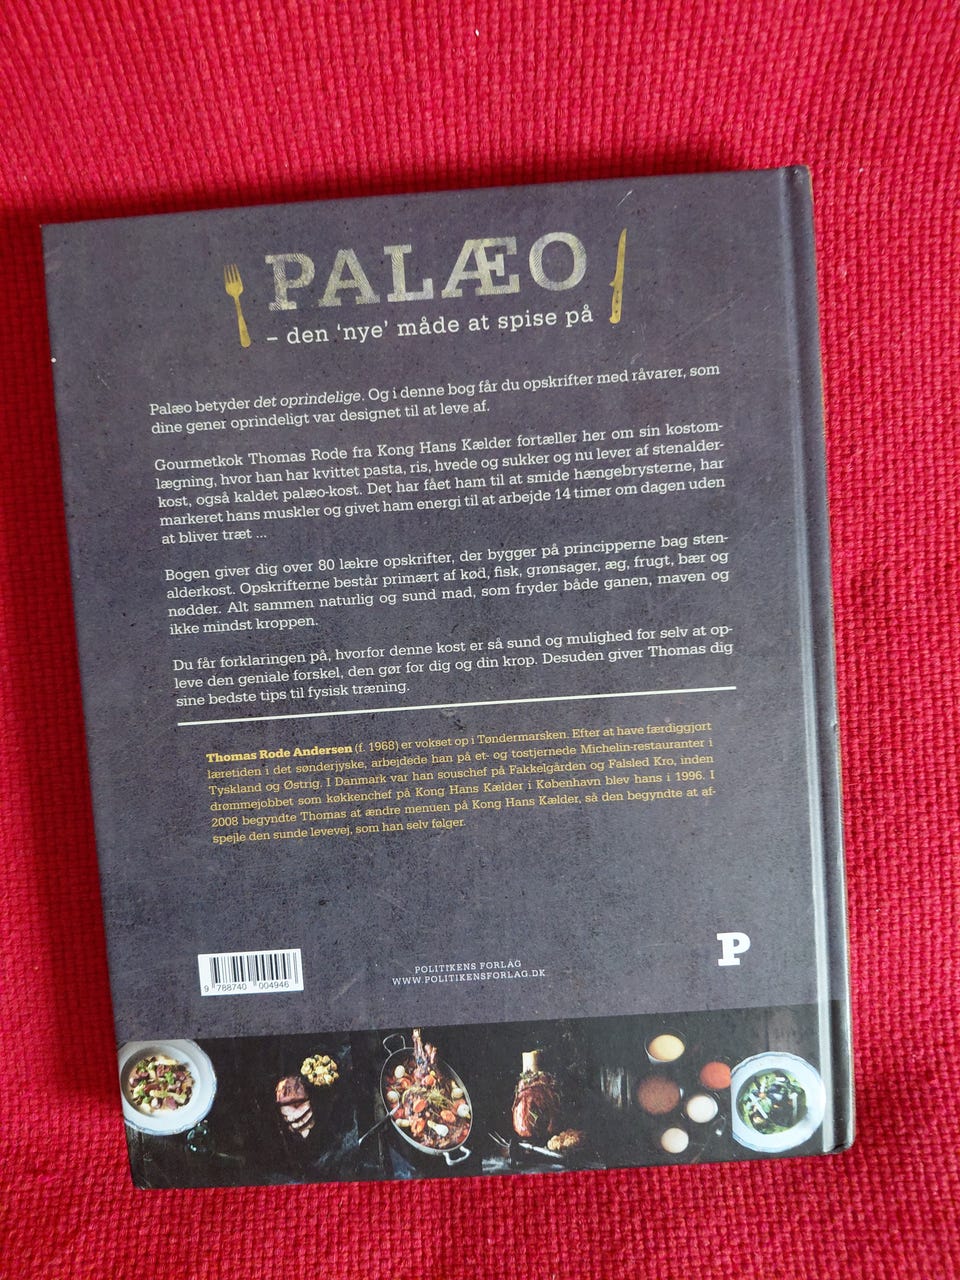 PALÆO
– den ‘nye’ måde at spise på
Palæo betyder det oprindelige. Og i denne bog får du opskrifter med råvarer, som
dine gener oprindeligt var designet til at leve af.
Gourmetkok Thomas Rode fra Kong Hans Kælder fortæller her om sin kostom-
lægning, hvor han har kvittet pasta, ris, hvede og sukker og nu lever af stenalder-
kost, også kaldet palæo-kost. Det har fået ham til at smide hængebrysterne, har
markeret hans muskler og givet ham energi til at arbejde 14 timer om dagen uden
at bliver træt ...
Bogen giver dig over 80 lækre opskrifter, der bygger på principperne bag sten-
alderkost. Opskrifterne består primært af kød, fisk, grønsager, æg, frugt, bær og
nødder. Alt sammen naturlig og sund mad, som fryder både ganen, maven og
ikke mindst kroppen.
Du får forklaringen på, hvorfor denne kost er så sund og mulighed for selv at op-
leve den geniale forskel, den gør for dig og din krop. Desuden giver Thomas dig
sine bedste tips til fysisk træning.
Thomas Rode Andersen (f. 1968) er vokset op i Tøndermarsken. Efter at have færdiggjort
læretiden i det sønderjyske, arbejdede han på et- og tostjernede Michelin-restauranter i
Tyskland og Østrig. I Danmark var han souschef på Fakkelgården og Falsled Kro, inden
drømmejobbet som køkkenchef på Kong Hans Kælder i København blev hans i 1996. I
2008 begyndte Thomas at ændre menuen på Kong Hans Kælder, så den begyndte at af-
spejle den sunde levevej, som han selv følger.
P
POLITIKENS FORLAG
WWW.POLITIKENSFORLAG.DK
9 788740 004946